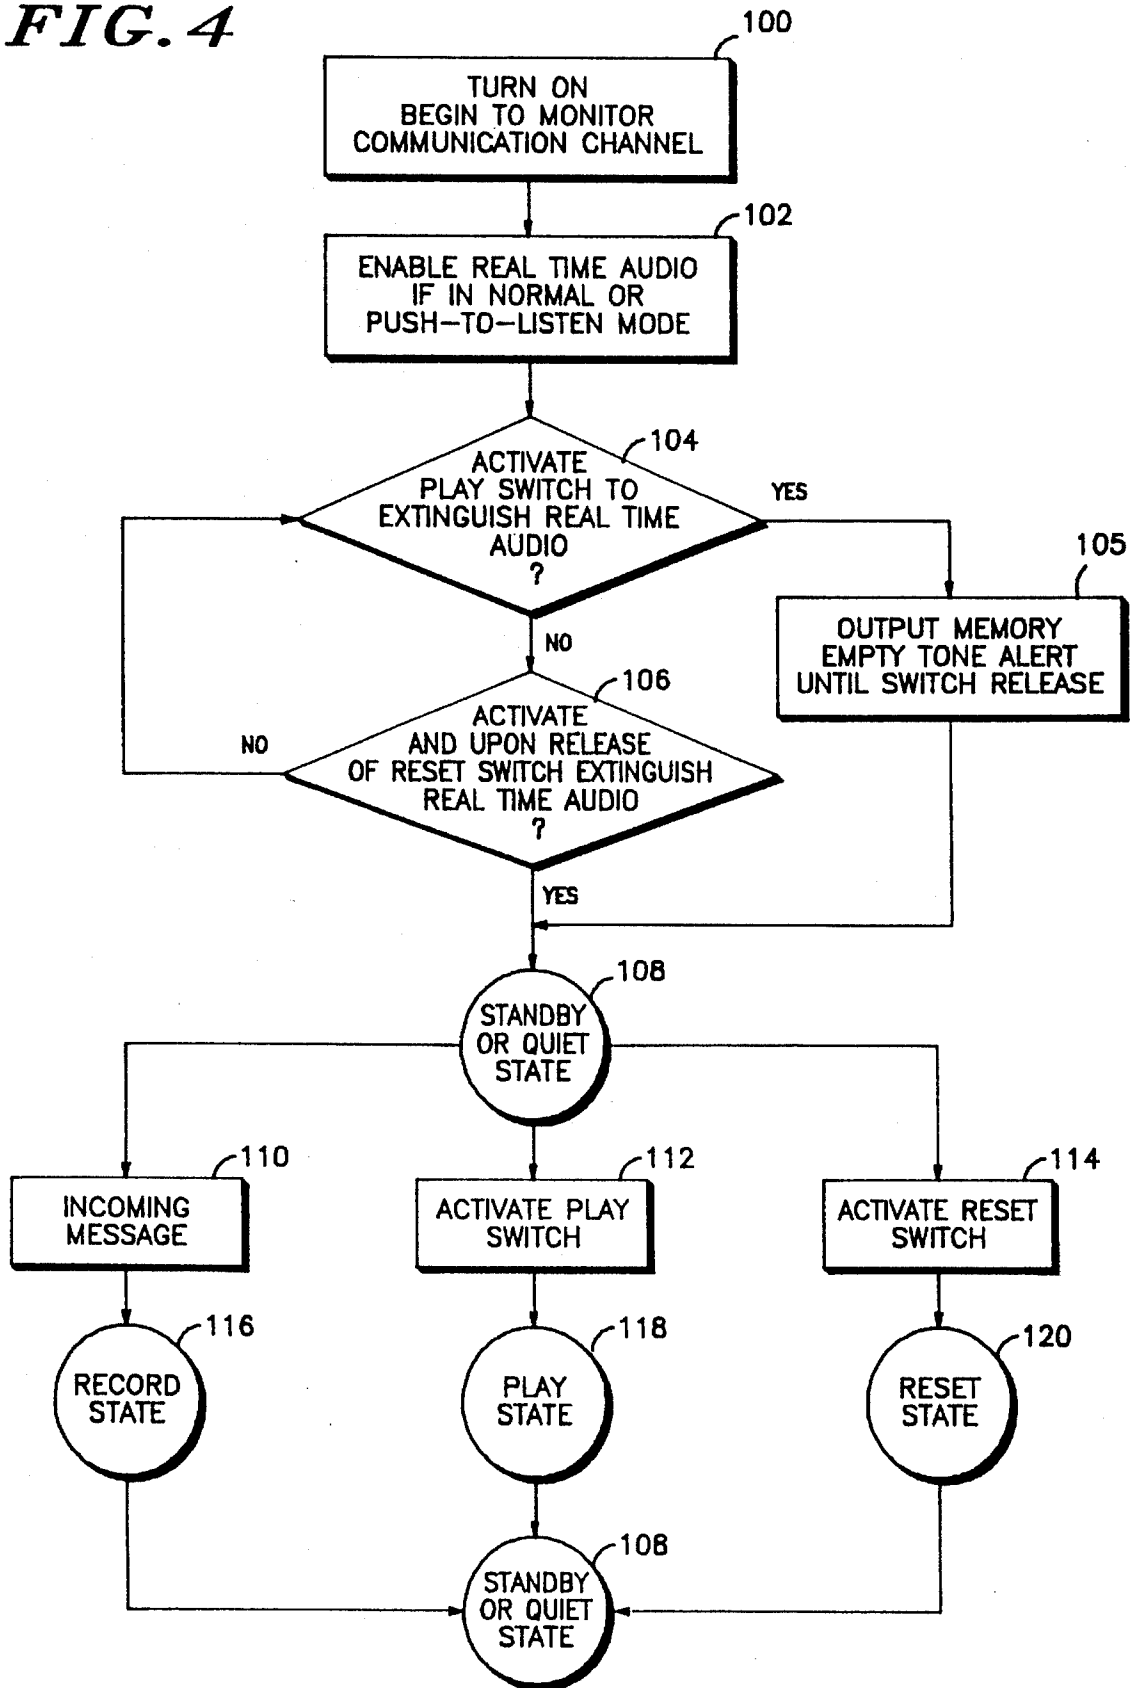 FIG. 4
100
TURN ON
BEGIN TO MONITOR
COMMUNICATION CHANNEL
102
ENABLE REAL TIME AUDIO
IF IN NORMAL OR
PUSH-TO-LISTEN MODE
104
ACTIVATE
PLAY SWITCH TO
EXTINGUISH REAL TIME
AUDIO
?
YES
105
OUTPUT MEMORY
EMPTY TONE ALERT
UNTIL SWITCH RELEASE
NO
106
ACTIVATE
AND UPON RELEASE
OF RESET SWITCH EXTINGUISH
REAL TIME AUDIO
?
NO
YES
108
STANDBY
OR QUIET
STATE
110
INCOMING
MESSAGE
112
ACTIVATE PLAY
SWITCH
114
ACTIVATE RESET
SWITCH
116
RECORD
STATE
118
PLAY
STATE
120
RESET
STATE
108
STANDBY
OR QUIET
STATE